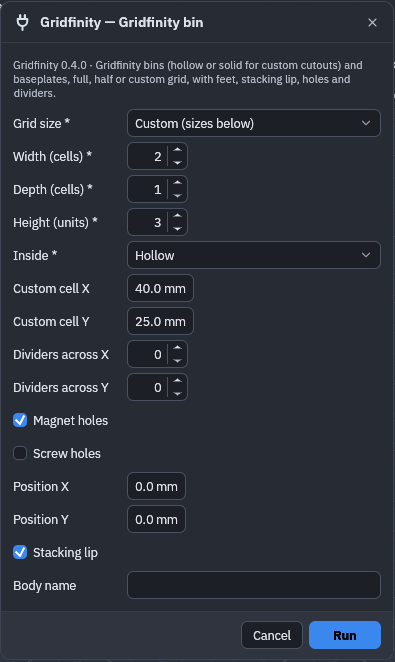 Gridfinity — Gridfinity bin
Gridfinity 0.4.0 · Gridfinity bins (hollow or solid for custom cutouts) and
baseplates, full, half or custom grid, with feet, stacking lip, holes and
dividers.
Grid size * Custom (sizes below)
Width (cells) * 2
Depth (cells) * 1
Height (units) * 3
Inside * Hollow
Custom cell X 40.0 mm
Custom cell Y 25.0 mm
Dividers across X 0
Dividers across Y 0
Magnet holes
Screw holes
Position X 0.0 mm
Position Y 0.0 mm
Stacking lip
Body name
Cancel Run